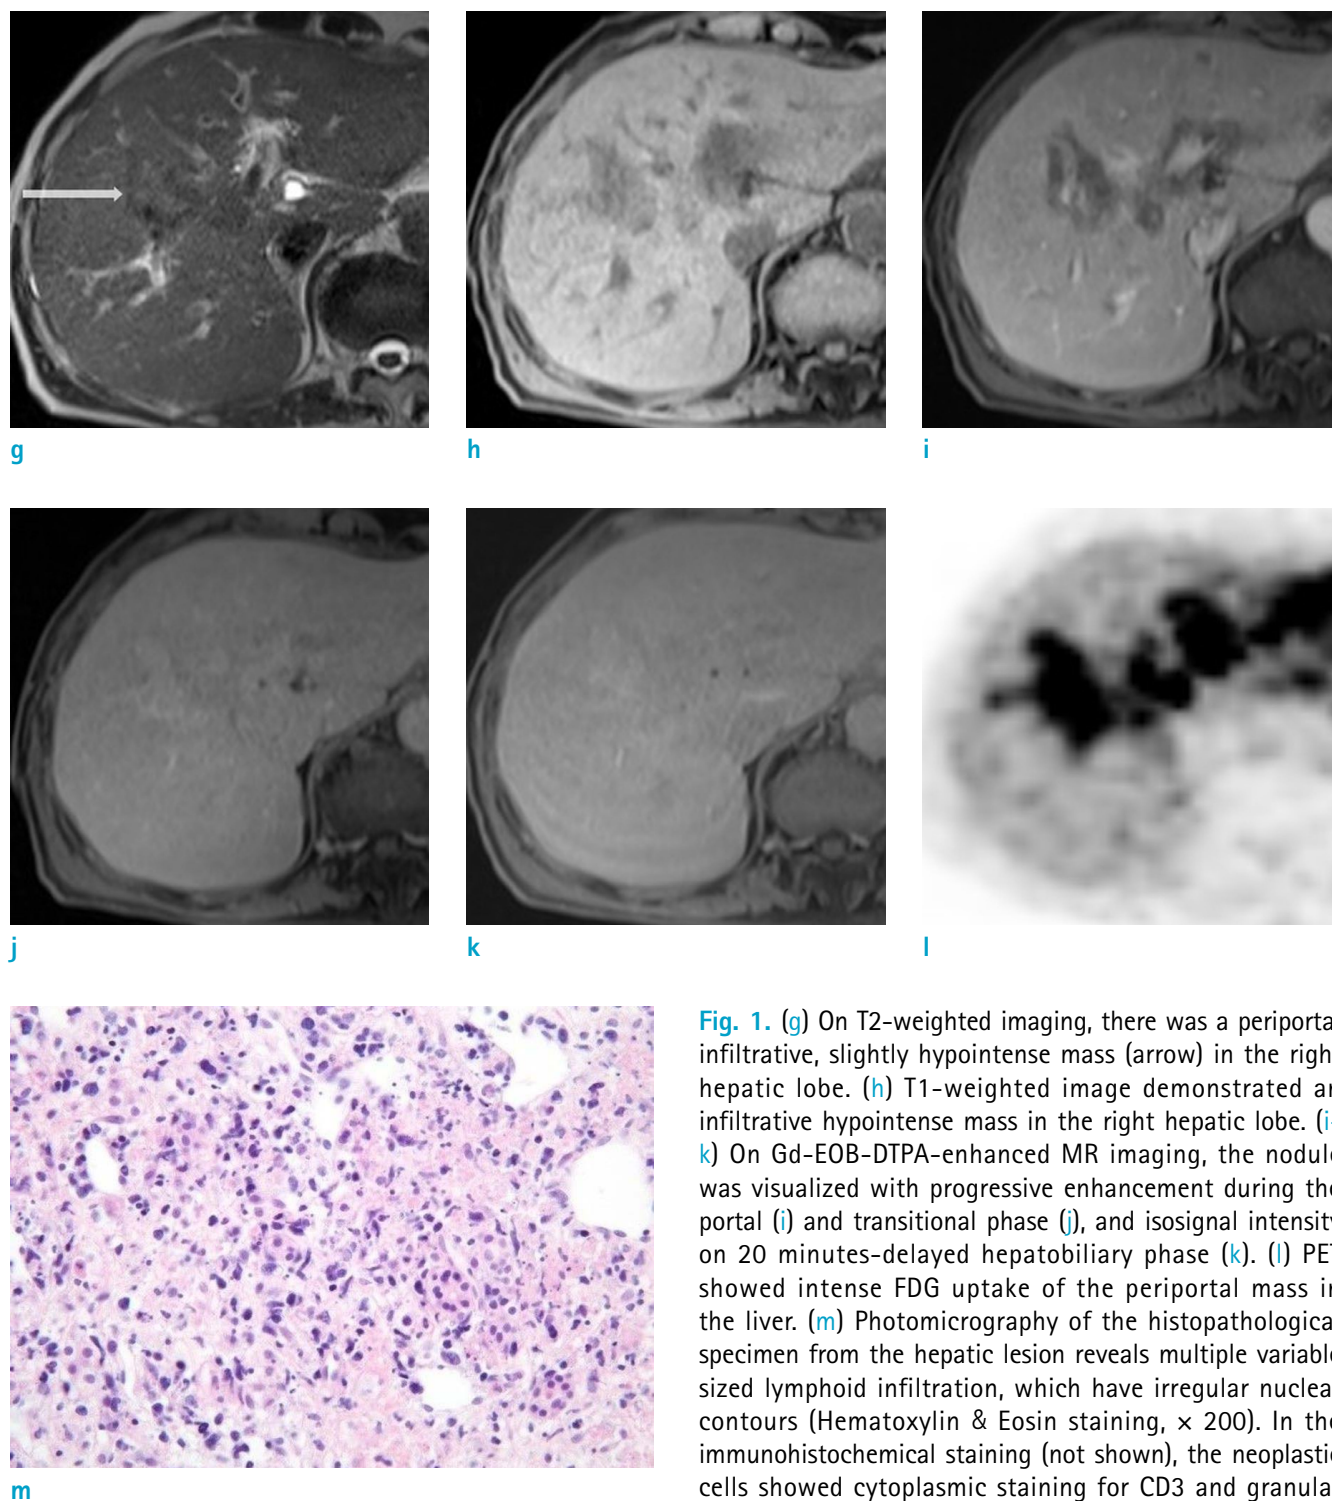 g
h
i
j
k
l
m
Fig. 1. (g) On T2-weighted imaging, there was a periporta
infiltrative, slightly hypointense mass (arrow) in the righ
hepatic lobe. (h) T1-weighted image demonstrated an
infiltrative hypointense mass in the right hepatic lobe. (i-
k) On Gd-EOB-DTPA-enhanced MR imaging, the nodule
was visualized with progressive enhancement during the
portal (i) and transitional phase (j), and isosignal intensity
on 20 minutes-delayed hepatobiliary phase (k). (l) PET
showed intense FDG uptake of the periportal mass in
the liver. (m) Photomicrography of the histopathologica
specimen from the hepatic lesion reveals multiple variable
sized lymphoid infiltration, which have irregular nuclea
contours (Hematoxylin & Eosin staining, × 200). In the
immunohistochemical staining (not shown), the neoplastic
cells showed cytoplasmic staining for CD3 and granula